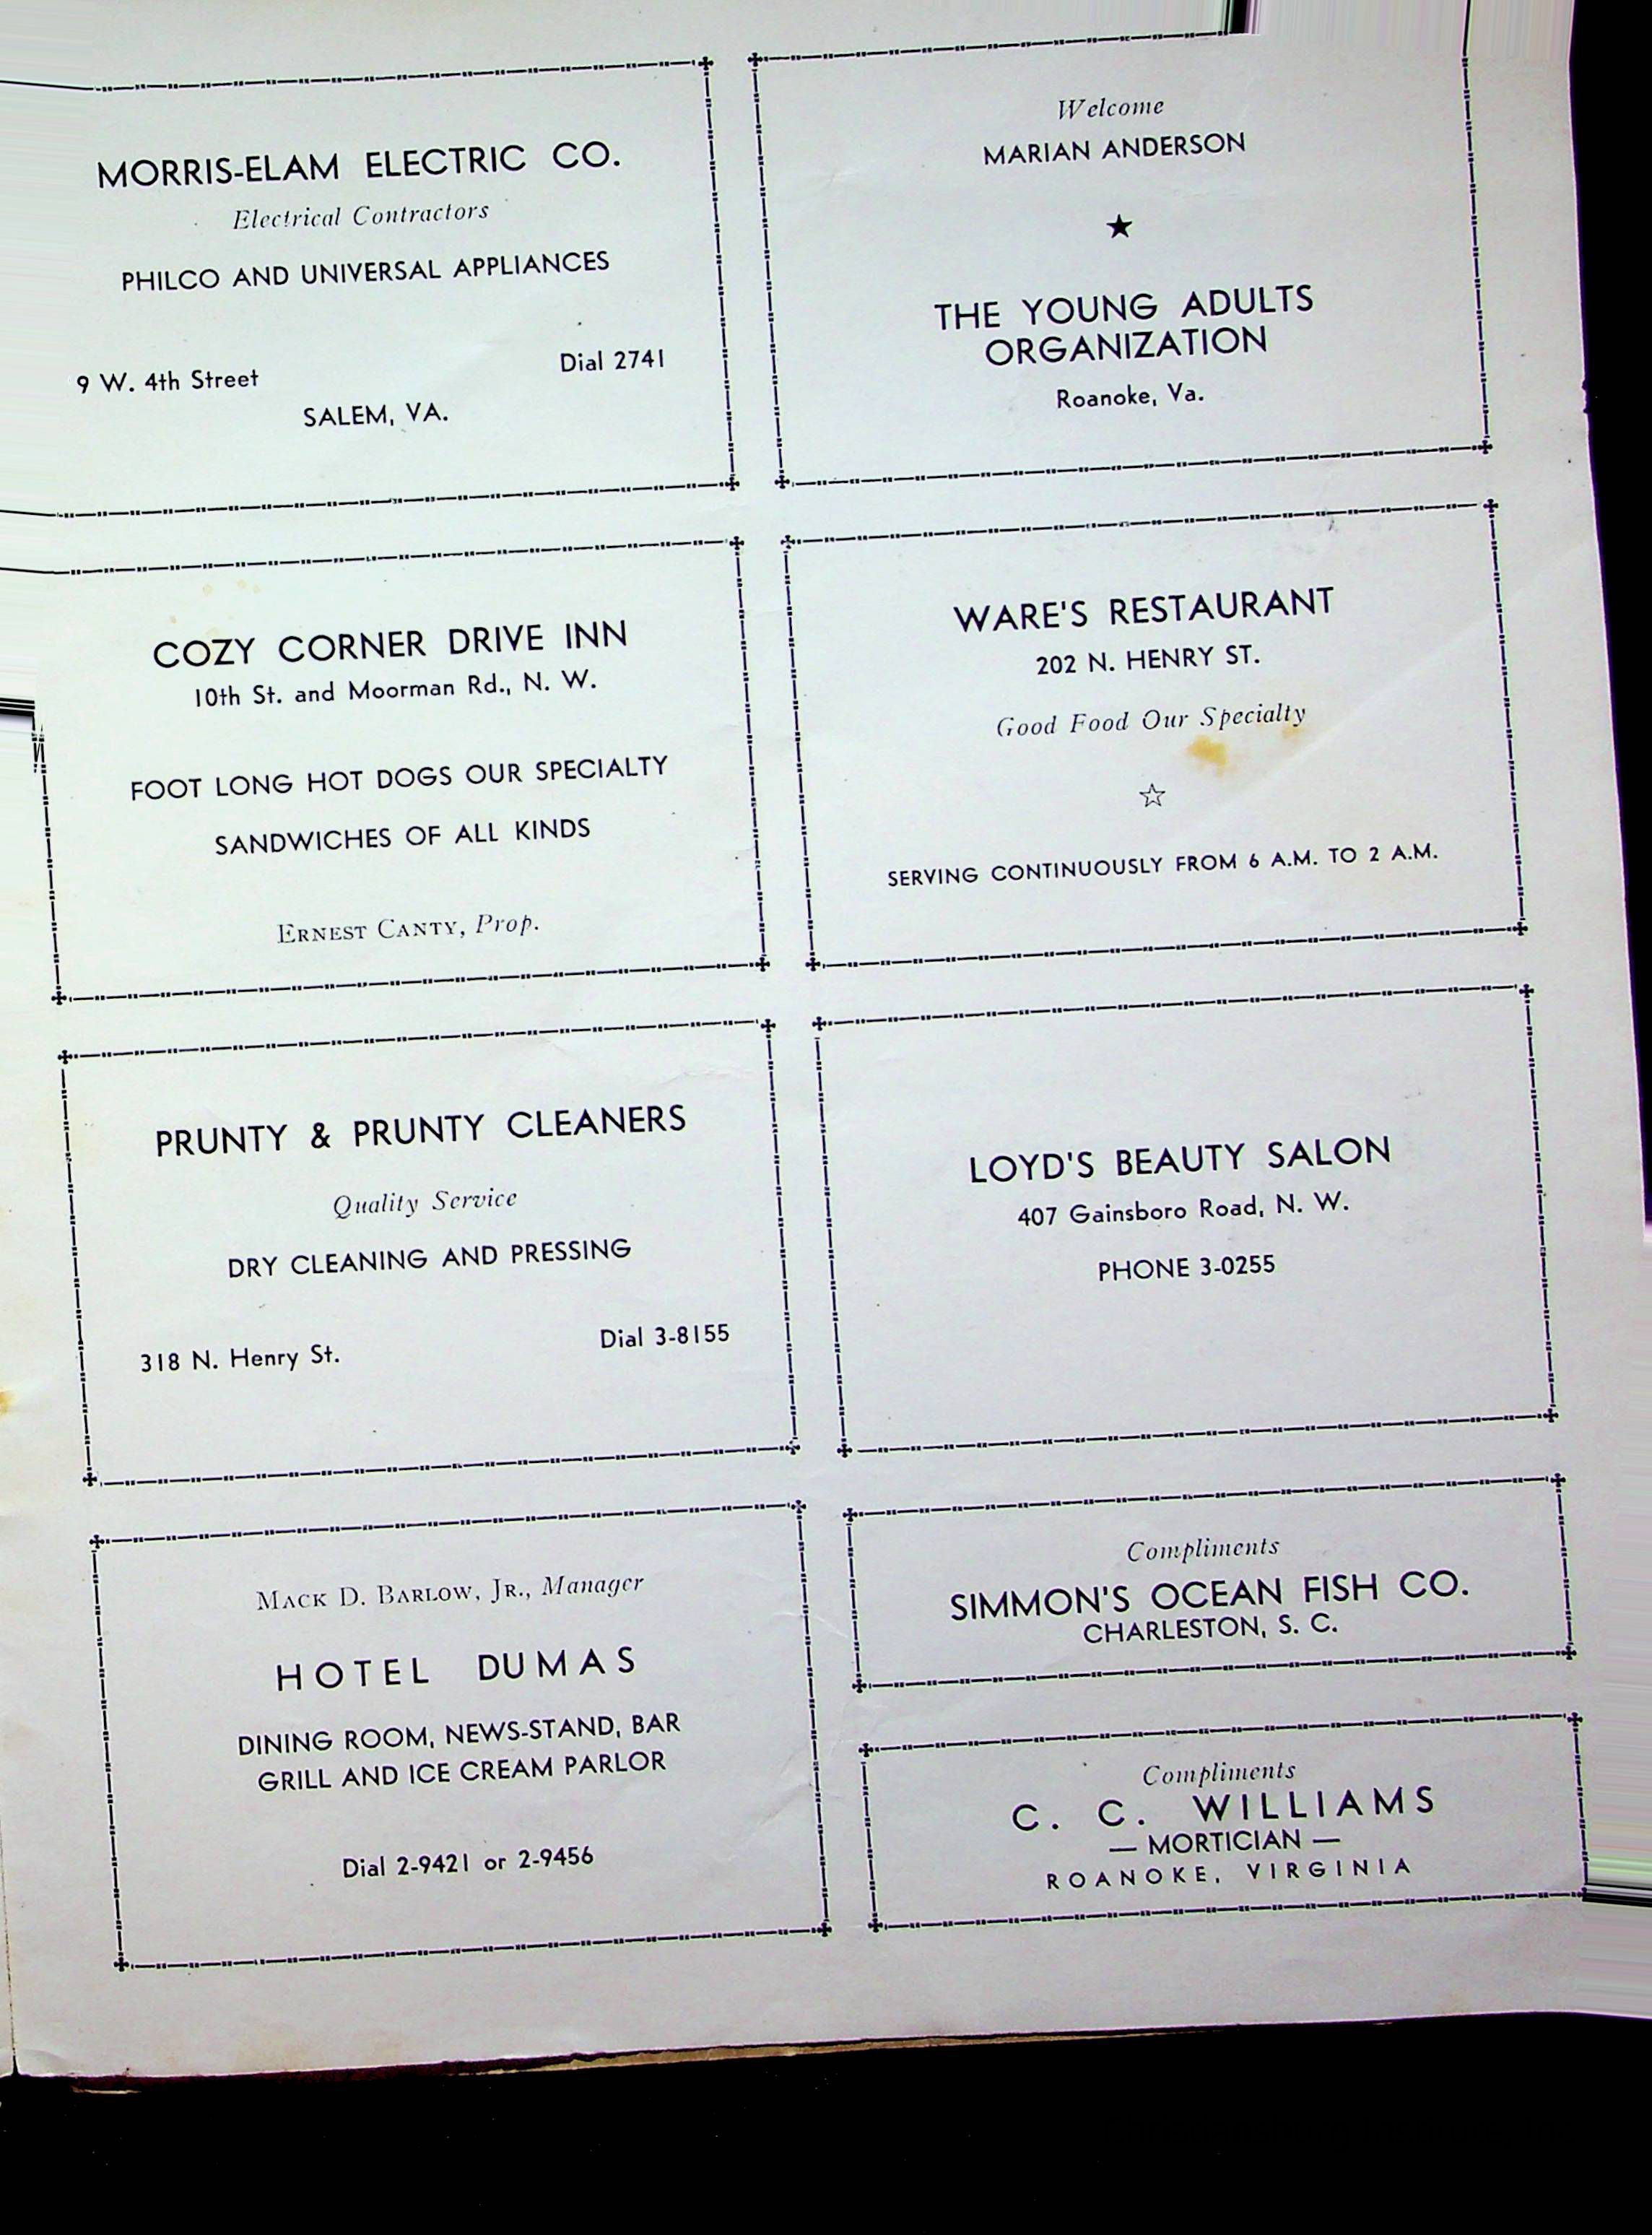 MORRIS-ELAM ELECTRIC CO.
Electrical Contractors
PHILCO AND UNIVERSAL APPLIANCES
9 W. 4th Street
Dial 2741
SALEM, VA.
Welcome
MARIAN ANDERSON
★
THE YOUNG ADULTS
ORGANIZATION
Roanoke, Va.
COZY CORNER DRIVE INN
10th St. and Moorman Rd., N. W.
FOOT LONG HOT DOGS OUR SPECIALTY
SANDWICHES OF ALL KINDS
ERNEST CANTY, Prop.
WARE'S RESTAURANT
202 N. HENRY ST.
Good Food Our Specialty
☆
SERVING CONTINUOUSLY FROM 6 A.M. TO 2 A.M.
PRUNTY & PRUNTY CLEANERS
Quality Service
DRY CLEANING AND PRESSING
318 N. Henry St.
Dial 3-8155
LOYD'S BEAUTY SALON
407 Gainsboro Road, N. W.
PHONE 3-0255
MACK D. BARLOW, JR., Manager
HOTEL DUMAS
DINING ROOM, NEWS-STAND, BAR
GRILL AND ICE CREAM PARLOR
Dial 2-9421 or 2-9456
Compliments
SIMMON'S OCEAN FISH CO.
CHARLESTON, S. C.
Compliments
C. C. WILLIAMS
— MORTICIAN —
ROANOKE, VIRGINIA